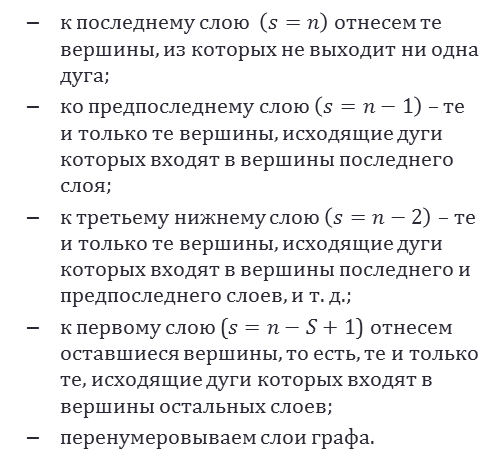 – к последнему слою (s = n) отнесем те
вершины, из которых не выходит ни одна
дуга;
– ко предпоследнему слою (s = n − 1) – те
и только те вершины, исходящие дуги
которых входят в вершины последнего
слоя;
– к третьему нижнему слою (s = n − 2) – те
и только те вершины, исходящие дуги
которых входят в вершины последнего и
предпоследнего слоев, и т. д.;
– к первому слою (s = n − S + 1) отнесем
оставшиеся вершины, то есть, те и только
те, исходящие дуги которых входят в
вершины остальных слоев;
– перенумеровываем слои графа.